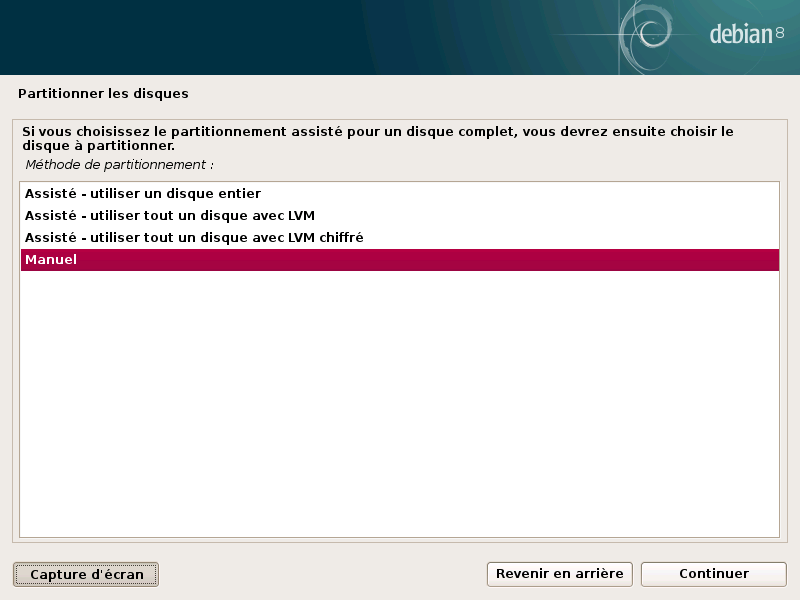 debian 8
Partitionner les disques
Si vous choisissez le partitionnement assisté pour un disque complet, vous devrez ensuite choisir le
disque à partitionner.
Méthode de partitionnement :
Assisté - utiliser un disque entier
Assisté - utiliser tout un disque avec LVM
Assisté - utiliser tout un disque avec LVM chiffré
Manuel
Capture d'écran
Revenir en arrière
Continuer